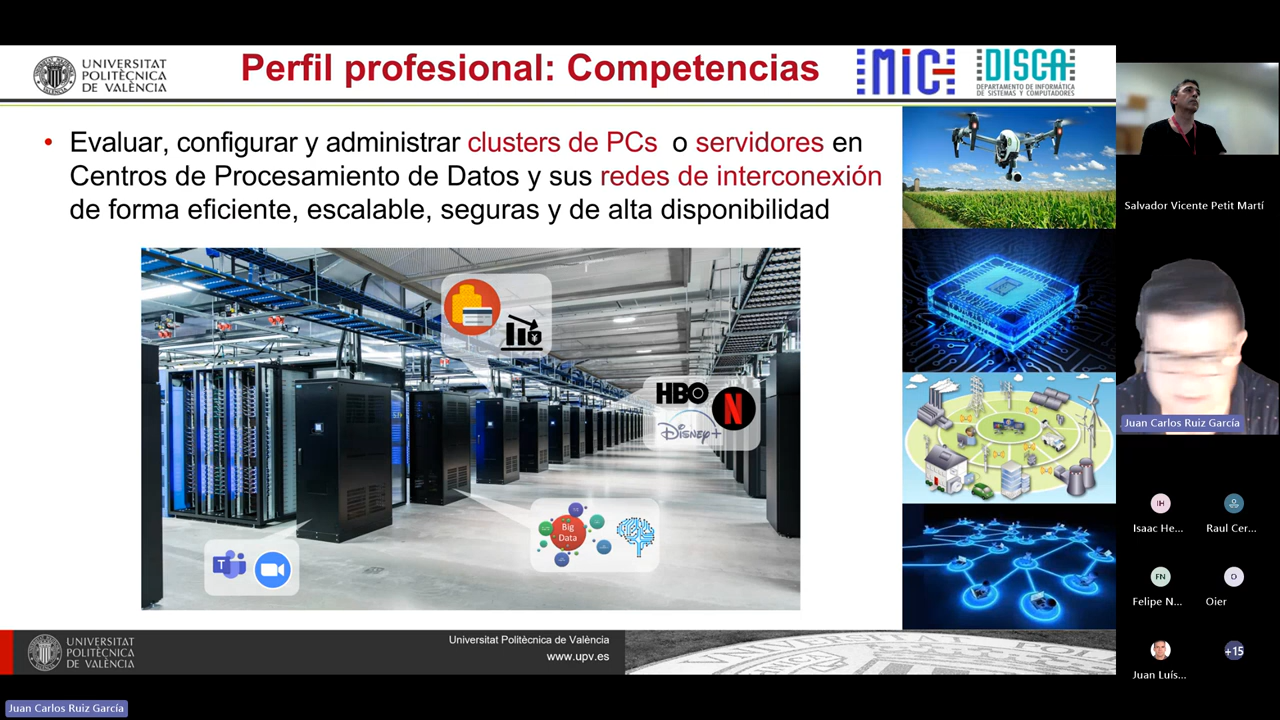 UNIVERSITAT
POLITÈCNICA
DE VALÈNCIA
Perfil profesional: Competencias
MiC
DISCA
DEPARTAMENTO DE INFORMÁTICA
DE SISTEMAS Y COMPUTADORES
• Evaluar, configurar y administrar clusters de PCs o servidores en
Centros de Procesamiento de Datos y sus redes de interconexión
de forma eficiente, escalable, seguras y de alta disponibilidad
HBO
N
Disney+
Big
Data
T
UNIVERSITAT
POLITÈCNICA
DE VALÈNCIA
Universitat Politècnica de València
www.upv.es
Salvador Vicente Petit Martí
Juan Carlos Ruiz García
IH
Isaac He...
Raul Cer...
FN
Felipe N...
O
Oier
Juan Luís...
+15
Juan Carlos Ruiz García